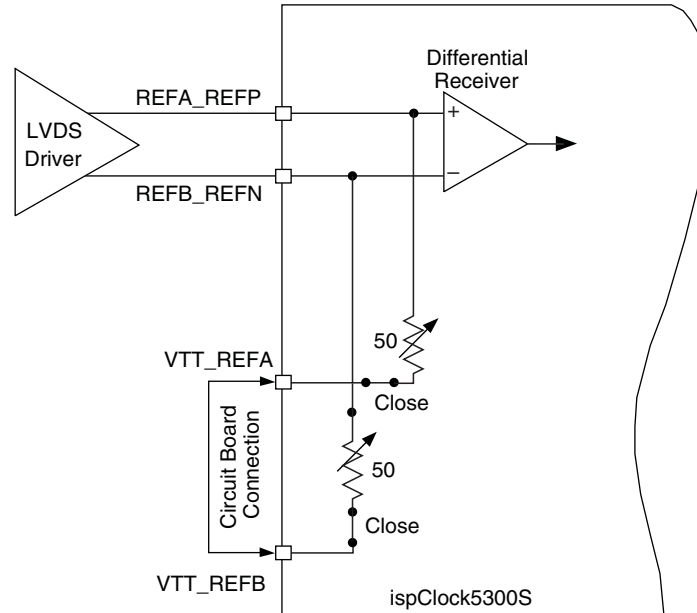 Differential
Receiver
REFA_REFP
+
LVDS
Driver
–
REFB_REFN
50
VTT_REFA
Close
Circuit Board
Connection
50
Close
VTT_REFB
ispClock5300S